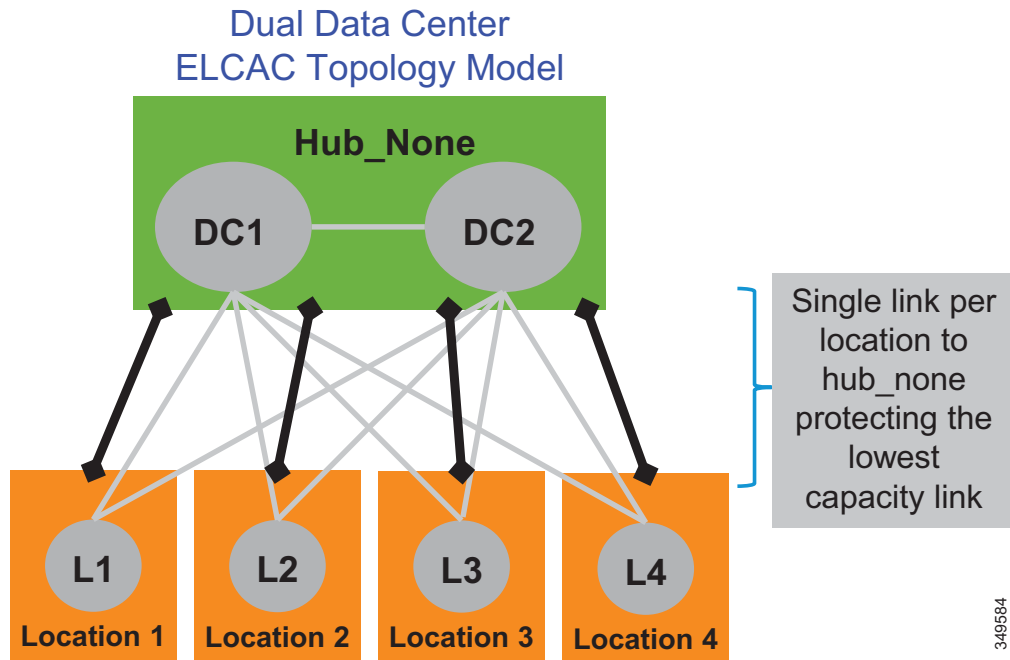 Dual Data Center
ELCAC Topology Model
Hub_None
DC1
DC2
Single link per
location to
hub_none
protecting the
lowest
capacity link
L1
L2
L3
L4
Location 1
Location 2
Location 3
Location 4
349584